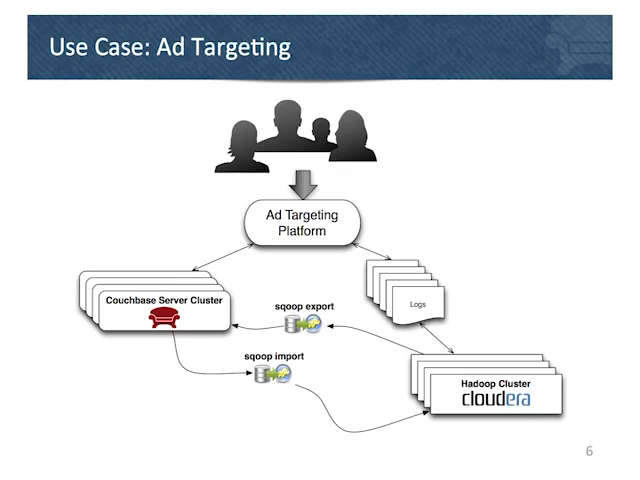 Use Case: Ad Targeting
Ad Targeting
Platform
Couchbase Server Cluster
sqoop export
Logs
sqoop import
Hadoop Cluster
cloudera
6